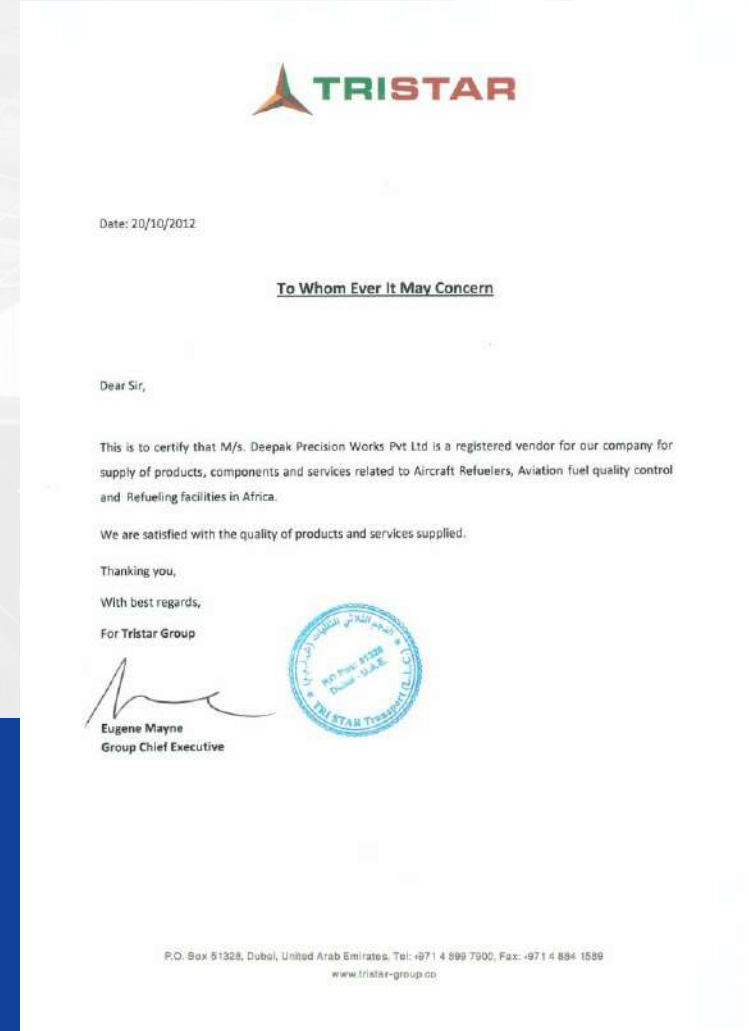 TRISTAR
Date: 20/10/2012
To Whom Ever It May Concern
Dear Sir,
This is to certify that M/s. Deepak Precision Works Pvt Ltd is a registered vendor for our company for
supply of products, components and services related to Aircraft Refuelers, Aviation fuel quality control
and Refueling facilities in Africa.
We are satisfied with the quality of products and services supplied.
Thanking you,
With best regards,
For Tristar Group
النجم الثلاثي للنقليات (ش.ذ.م.م)
P.O. Box: 51328
Dubai - U.A.E.
TRI STAR Transport (L.L.C.)
Eugene Mayne
Group Chief Executive
P.O. Box 51328, Dubai, United Arab Emirates, Tel: +971 4 899 7900, Fax: +971 4 884 1589
www.tristar-group.co